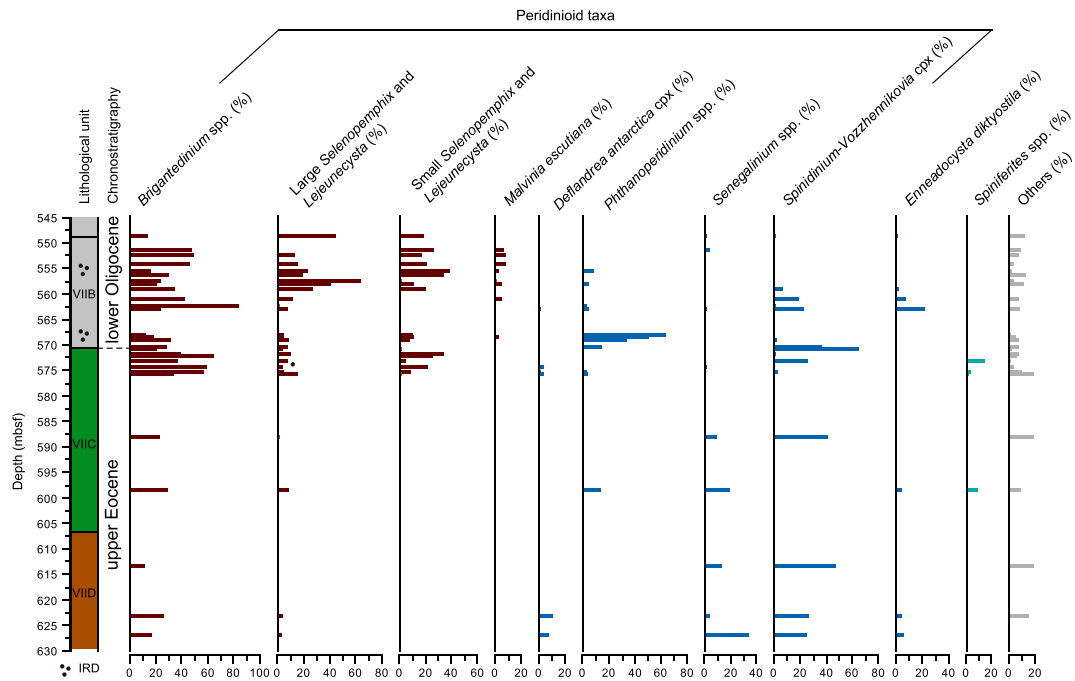 Peridinioid taxa
Lithological unit
Chronostratigraphy
Brigantedinium spp. (%)
Large Selenopemphix and
Lejeunecysta (%)
Small Selenopemphix and
Lejeunecysta (%)
Malvinia escutiana (%)
Deflandrea antarctica cpx (%)
Phthanoperidinium spp. (%)
Senegalinium spp. (%)
Spinidinium-Vozzhennikovia cpx (%)
Enneadocysta diktyostila (%)
Spiniferites spp. (%)
Others (%)
Depth (mbsf)
545
550
555
560
565
570
575
580
585
590
595
600
605
610
615
620
625
630
VIIB
VIIC
VIID
lower Oligocene
upper Eocene
IRD
0 20 40 60 80 100
0 20 40 60 80
0 20 40 60
0 20
0 20
0 20 40 60 80
0 20 40
0 20 40 60 80
0 20 40
0 20
0 20